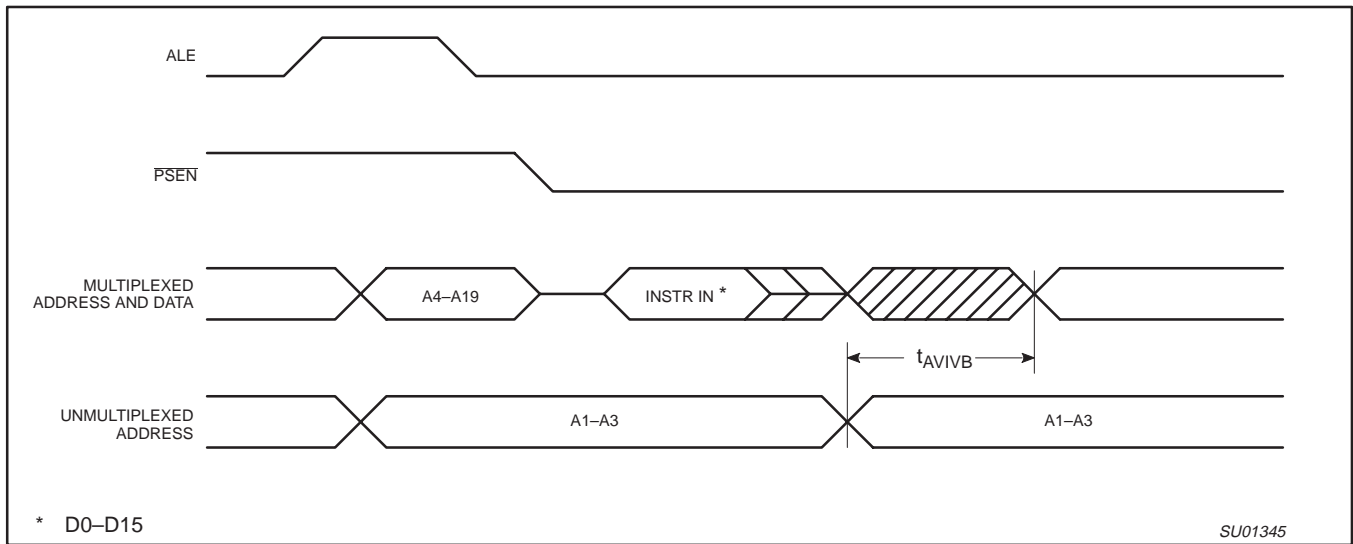 ALE
PSEN
MULTIPLEXED
ADDRESS AND DATA
A4–A19
INSTR IN *
tAVIVB
UNMULTIPLEXED
ADDRESS
A1–A3
A1–A3
* D0–D15
SU01345